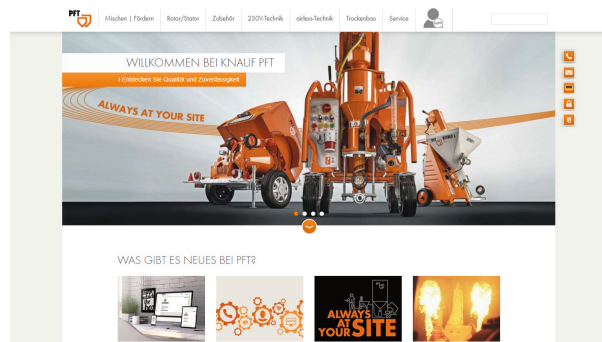 PFT
Mischen | Fördern
Rotor/Stator
Zubehör
230V-Technik
airless-Technik
Trockenbau
Service
WILLKOMMEN BEI KNAUF PFT
› Entdecken Sie Qualität und Zuverlässigkeit
ALWAYS AT YOUR SITE
WAS GIBT ES NEUES BEI PFT?
ALWAYS
AT
YOUR SITE